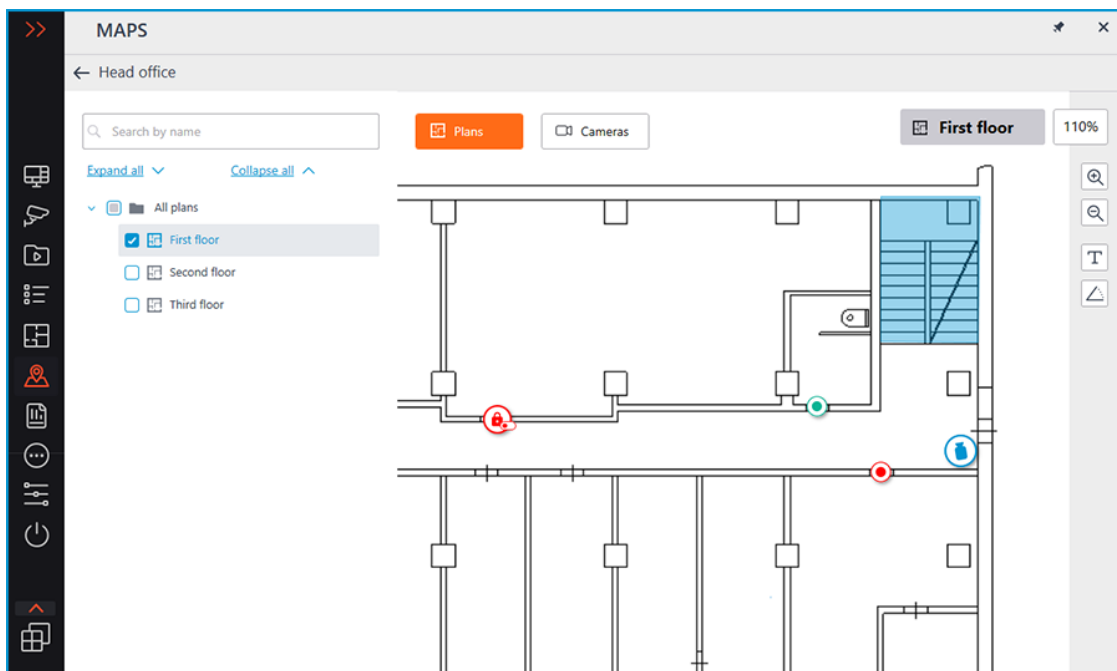 MAPS
Head office
Search by name
Plans
Cameras
First floor
110%
Expand all
Collapse all
All plans
First floor
Second floor
Third floor
T